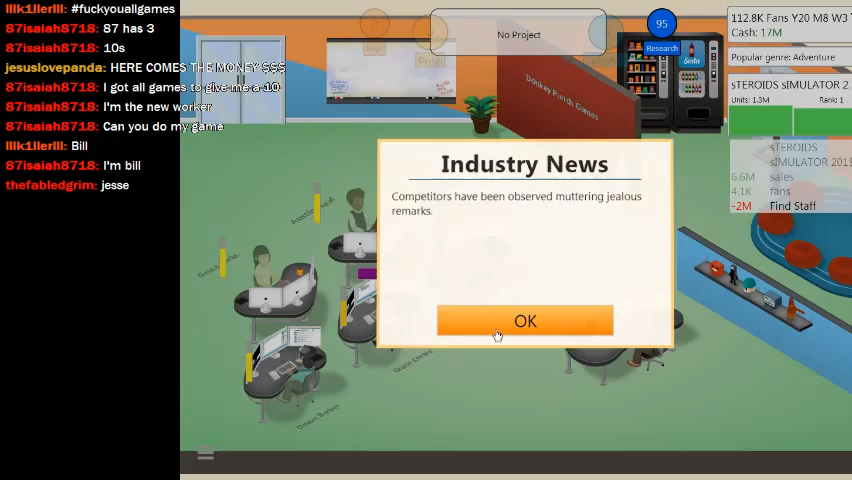 lllk1llerlll: #fuckyouallgames
87isaiah8718: 87 has 3
87isaiah8718: 10s
jesuslovepanda: HERE COMES THE MONEY $$$
87isaiah8718: I got all games to give me a 10
87isaiah8718: I'm the new worker
87isaiah8718: Can you do my game
lllk1llerlll: Bill
87isaiah8718: I'm bill
thefabledgrim: jesse
No Project
95
Research
Soda
Donkey Punch Games
112.8K Fans Y20 M8 W3
Cash: 17M
Popular genre: Adventure
sTEROIDS sIMULATOR 2
Units: 1.3M Rank: 1
sTEROIDS
sIMULATOR 201
6.6M sales
4.1K fans
-2M Find Staff
Industry News
Competitors have been observed muttering jealous
remarks.
OK